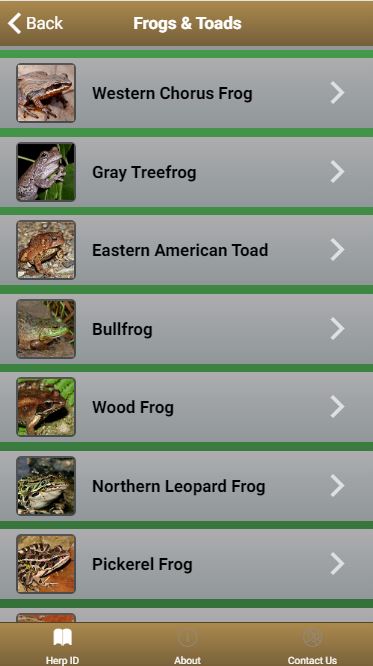 Back
Frogs & Toads
Western Chorus Frog
Gray Treefrog
Eastern American Toad
Bullfrog
Wood Frog
Northern Leopard Frog
Pickerel Frog
Herp ID
About
Contact Us